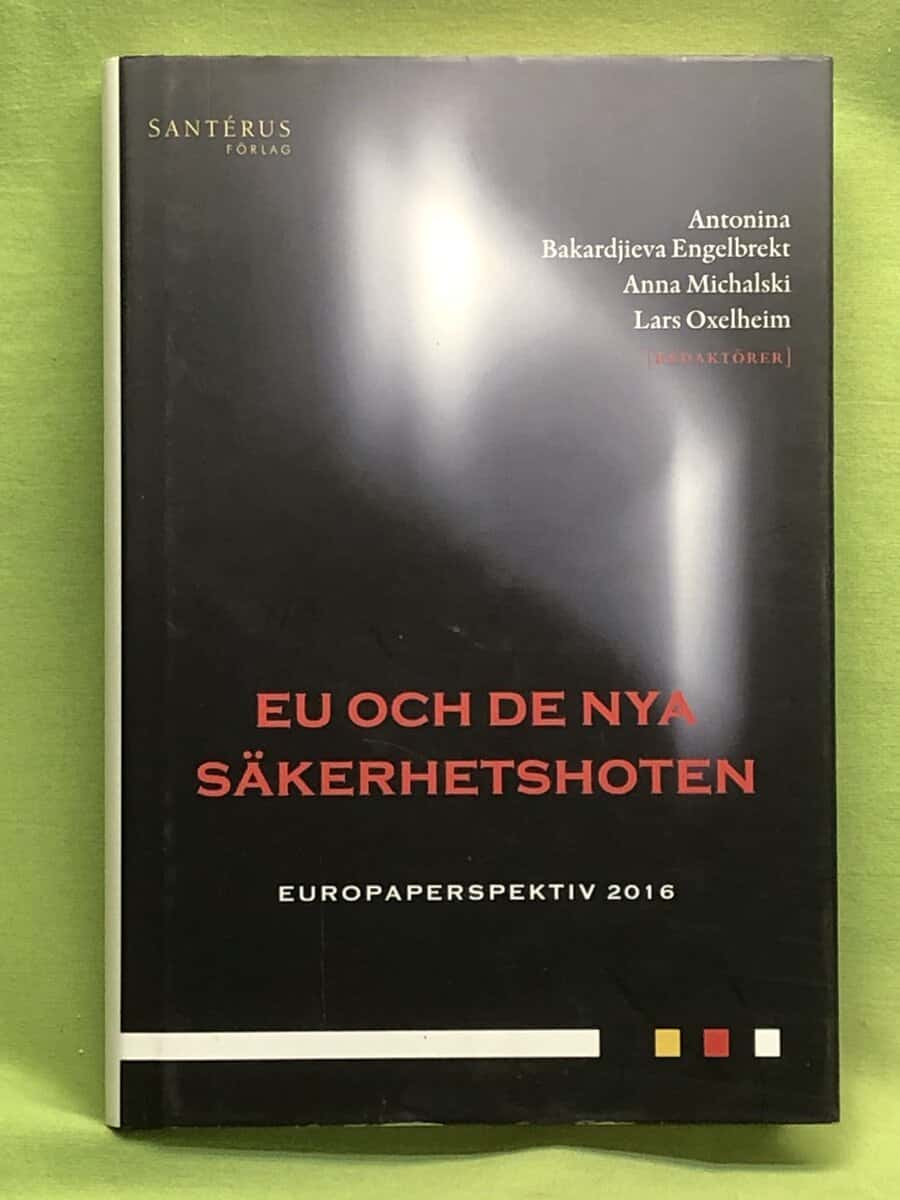 SANTÉRUS
FÖRLAG
Antonina
Bakardjieva Engelbrekt
Anna Michalski
Lars Oxelheim
[REDAKTÖRER]
EU OCH DE NYA
SÄKERHETSHOTEN
EUROPAPERSPEKTIV 2016